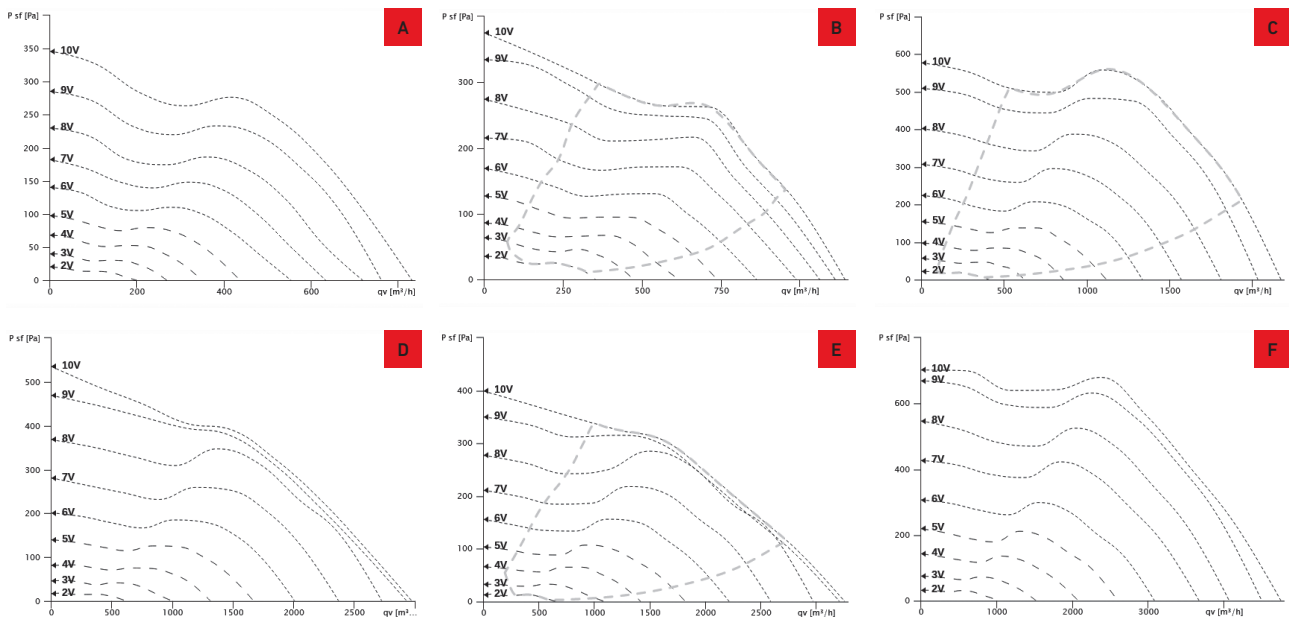 P sf [Pa]
A
350
300
250
200
150
100
50
0
10V
9V
8V
7V
6V
5V
4V
3V
2V
0
200
400
600
qv [m³/h]
P sf [Pa]
B
300
200
100
0
10V
9V
8V
7V
6V
5V
4V
3V
2V
0
250
500
750
qv [m³/h]
P sf [Pa]
C
600
500
400
300
200
100
0
10V
9V
8V
7V
6V
5V
4V
3V
2V
0
500
1000
1500
qv [m³/h]
P sf [Pa]
D
500
400
300
200
100
0
10V
9V
8V
7V
6V
5V
4V
3V
2V
0
500
1000
1500
2000
2500
qv [m³...
P sf [Pa]
E
400
300
200
100
0
10V
9V
8V
7V
6V
5V
4V
3V
2V
0
500
1000
1500
2000
2500
qv [m³/h]
P sf [Pa]
F
600
400
200
0
10V
9V
8V
7V
6V
5V
4V
3V
2V
0
1000
2000
3000
qv [m³/h]